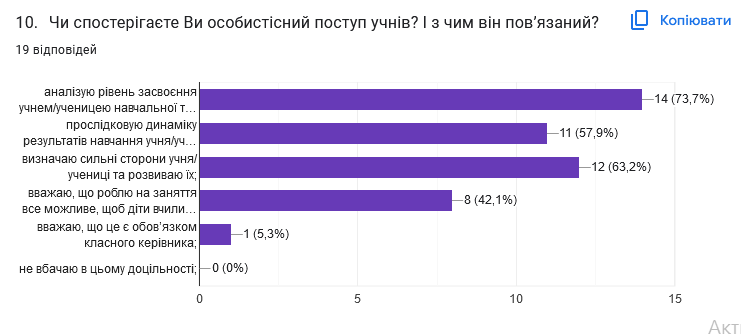 10. Чи спостерігаєте Ви особистісний поступ учнів? І з чим він пов’язаний?
Копіювати
19 відповідей
аналізую рівень засвоєння
учнем/ученицею навчальної т…
14 (73,7%)
прослідковую динаміку
результатів навчання учня/уч…
11 (57,9%)
визначаю сильні сторони учня/
учениці та розвиваю їх;
12 (63,2%)
вважаю, що роблю на заняття
все можливе, щоб діти вчили…
8 (42,1%)
вважаю, що це є обов’язком
класного керівника;
1 (5,3%)
не вбачаю в цьому доцільності;
0 (0%)
0 5 10 15
Акти